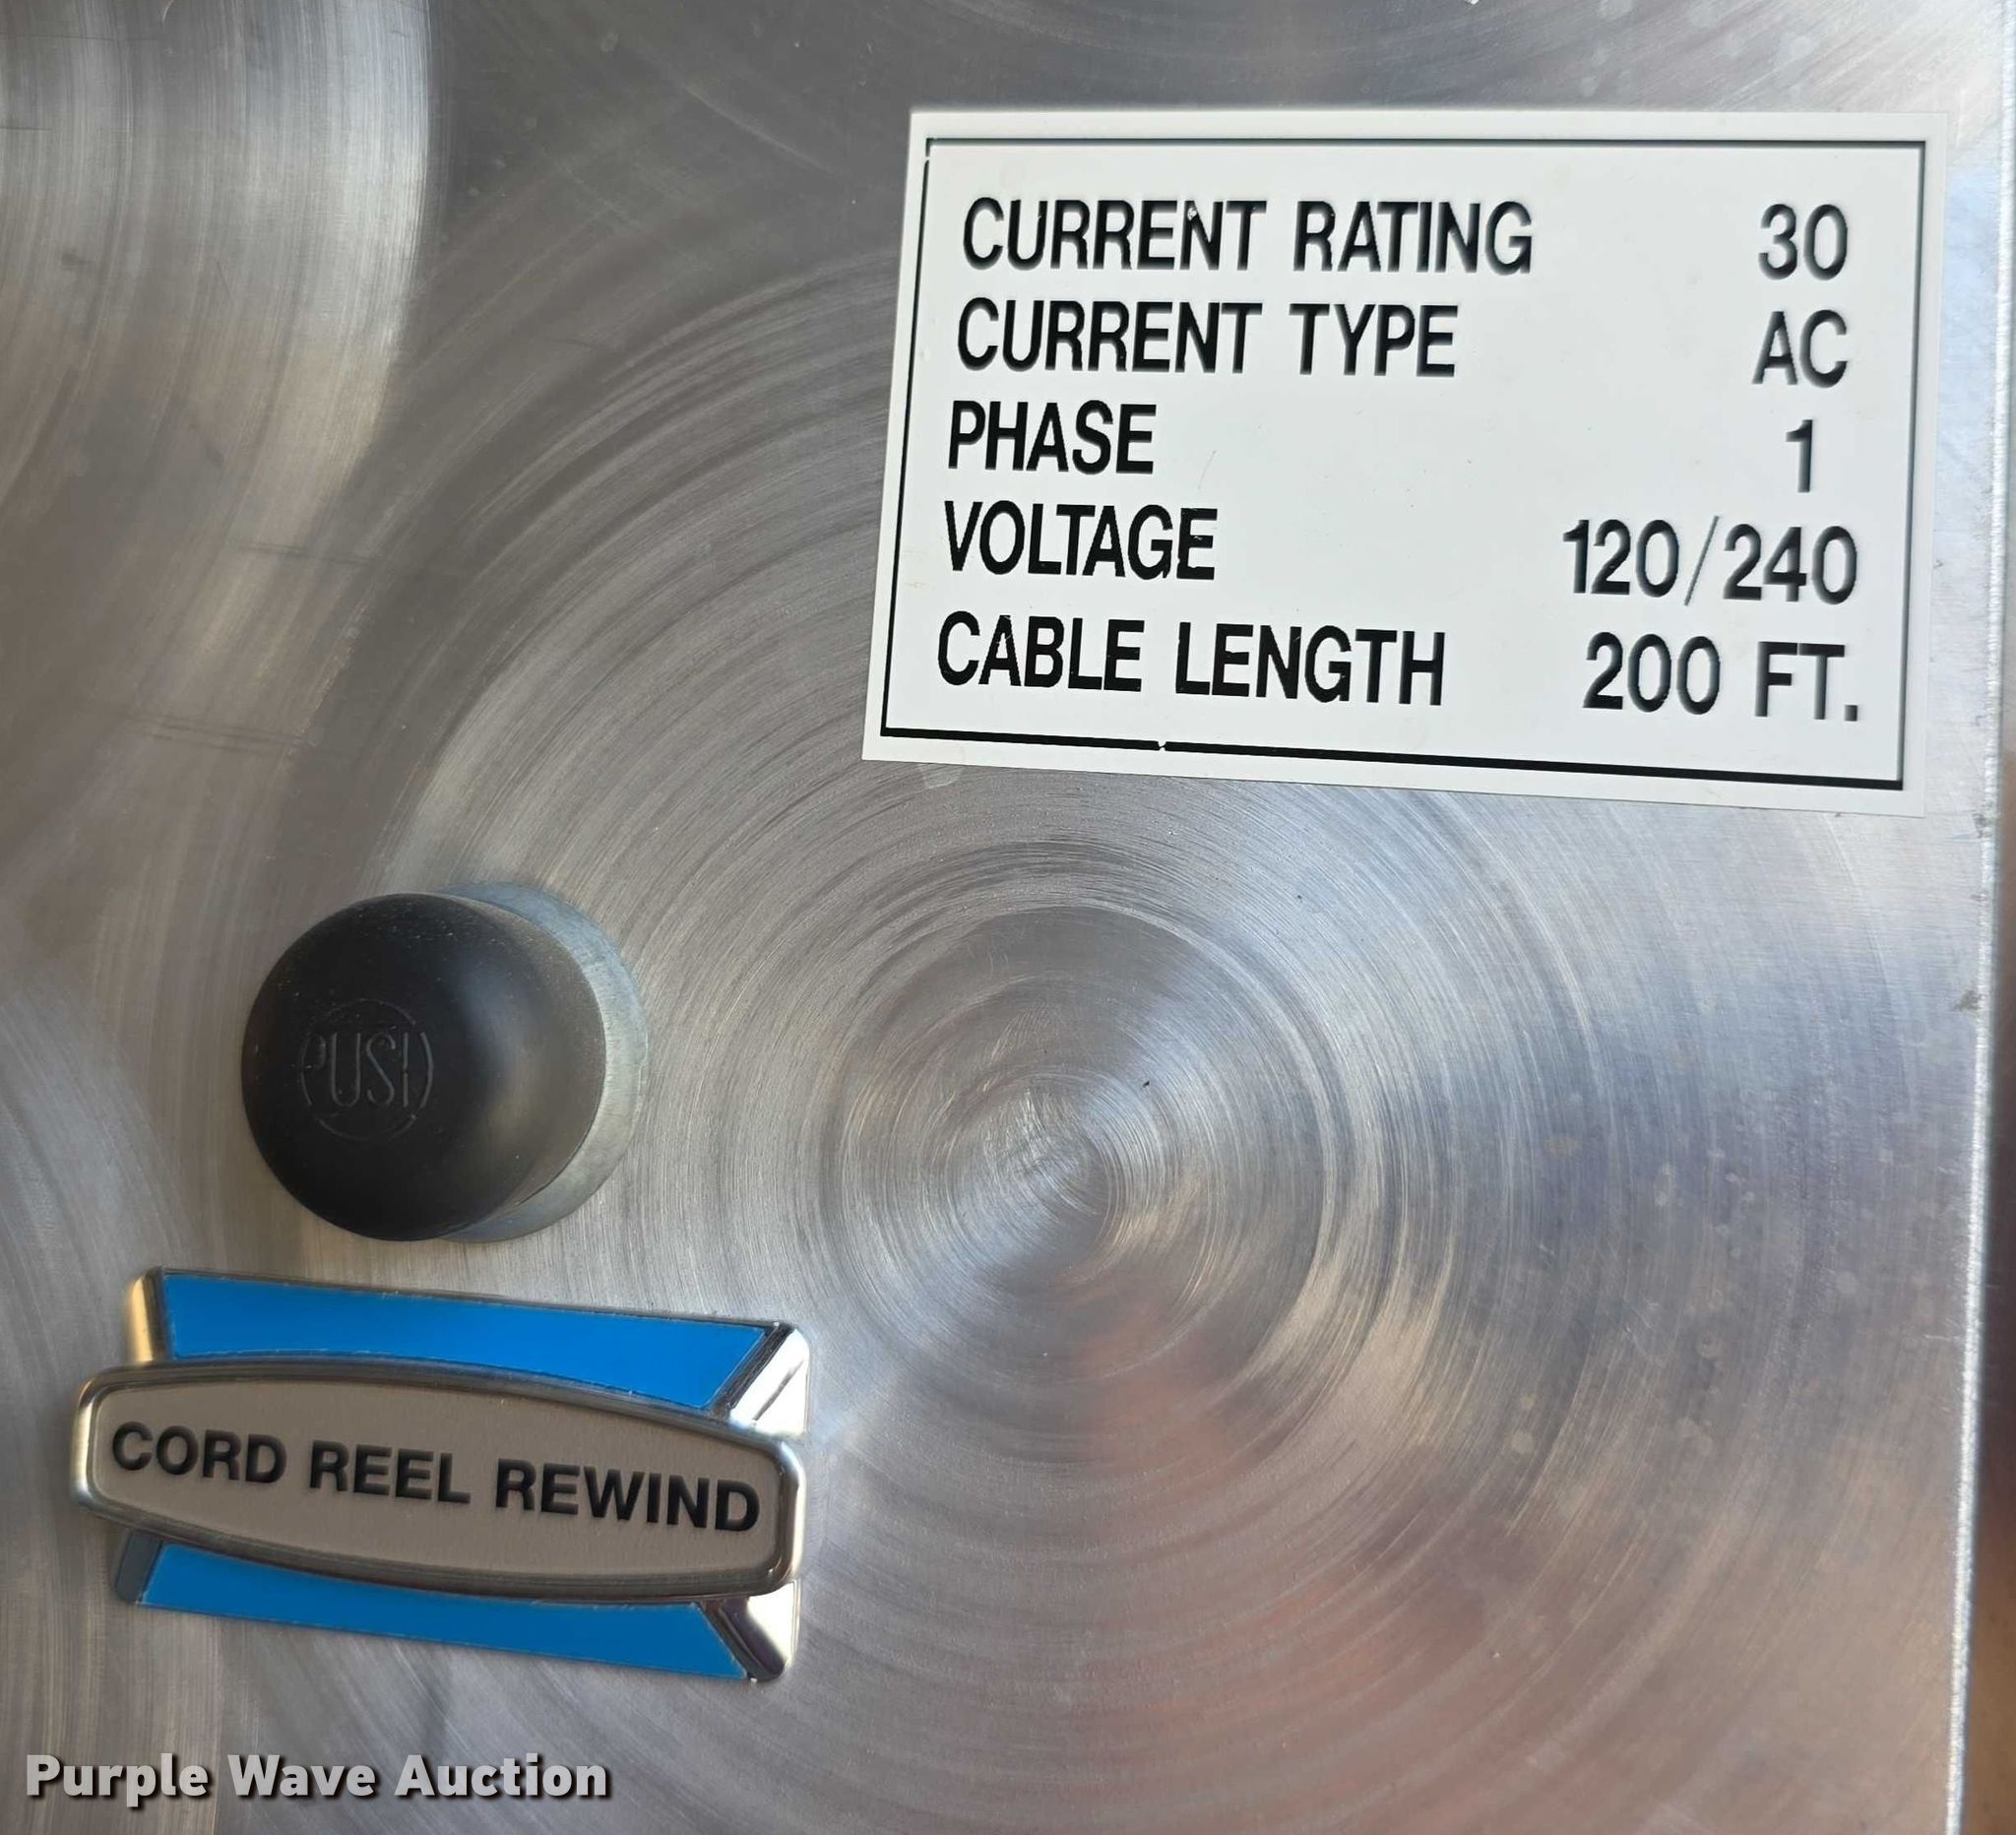 CURRENT RATING 30
CURRENT TYPE AC
PHASE 1
VOLTAGE 120/240
CABLE LENGTH 200 FT.
PUSH
CORD REEL REWIND
Purple Wave Auction